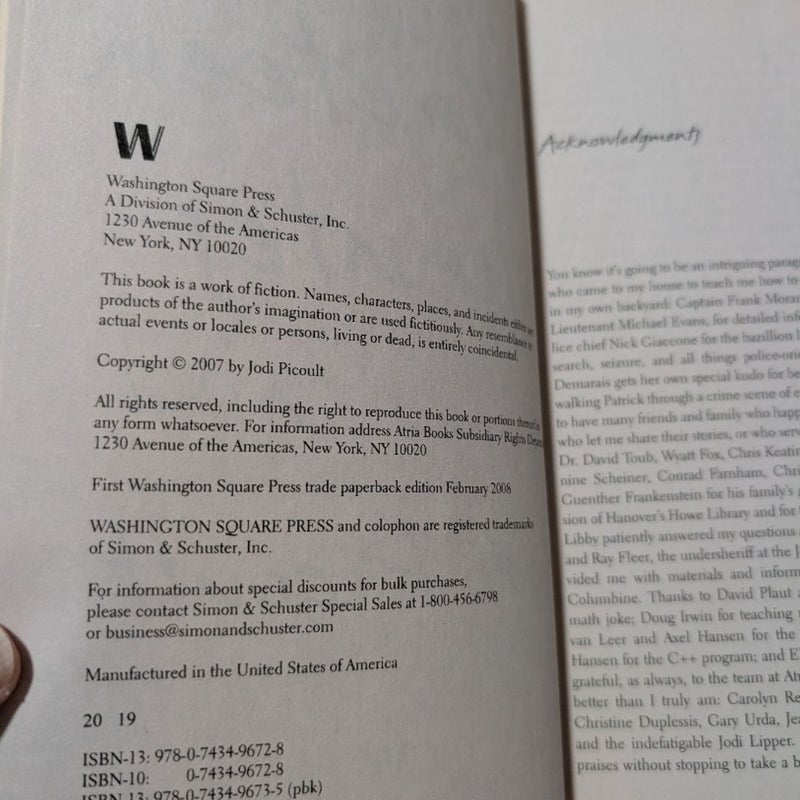 W
Washington Square Press
A Division of Simon & Schuster, Inc.
1230 Avenue of the Americas
New York, NY 10020
This book is a work of fiction. Names, characters, places, and incidents either are
products of the author's imagination or are used fictitiously. Any resemblance to
actual events or locales or persons, living or dead, is entirely coincidental.
Copyright © 2007 by Jodi Picoult
All rights reserved, including the right to reproduce this book or portions thereof in
any form whatsoever. For information address Atria Books Subsidiary Rights
1230 Avenue of the Americas, New York, NY 10020
First Washington Square Press trade paperback edition February 2008
WASHINGTON SQUARE PRESS and colophon are registered trademarks
of Simon & Schuster, Inc.
For information about special discounts for bulk purchases,
please contact Simon & Schuster Special Sales at 1-800-456-6798
or business@simonandschuster.com
Manufactured in the United States of America
20 19
ISBN-13: 978-0-7434-9672-8
ISBN-10: 0-7434-9672-8
ISBN-13: 978-0-7434-9673-5 (pbk)
Acknowledgments
You know it's going to be an intriguing
who came to my house to teach me how to
in my own backyard: Captain Frank
Lieutenant Michael Evans, for detailed
lice chief Nick Giaccone for the bazillion
search, seizure, and all things
Demarais gets her own special kudo for
walking Patrick through a crime scene of
to have many friends and family who
who let me share their stories, or who
Dr. David Toub, Wyatt Fox, Chris
nine Scheiner, Conrad Farnham,
Guenther Frankenstein for his family's
sion of Hanover's Howe Library and for
Libby patiently answered my questions
and Ray Fleer, the undersheriff at the
vided me with materials and
Columbine. Thanks to David Plaut
math joke; Doug Irwin for teaching
van Leer and Axel Hansen for the
Hansen for the C++ program; and
grateful, as always, to the team at
better than I truly am: Carolyn
Christine Duplessis, Gary Urda,
and the indefatigable Jodi Lipper.
praises without stopping to take a